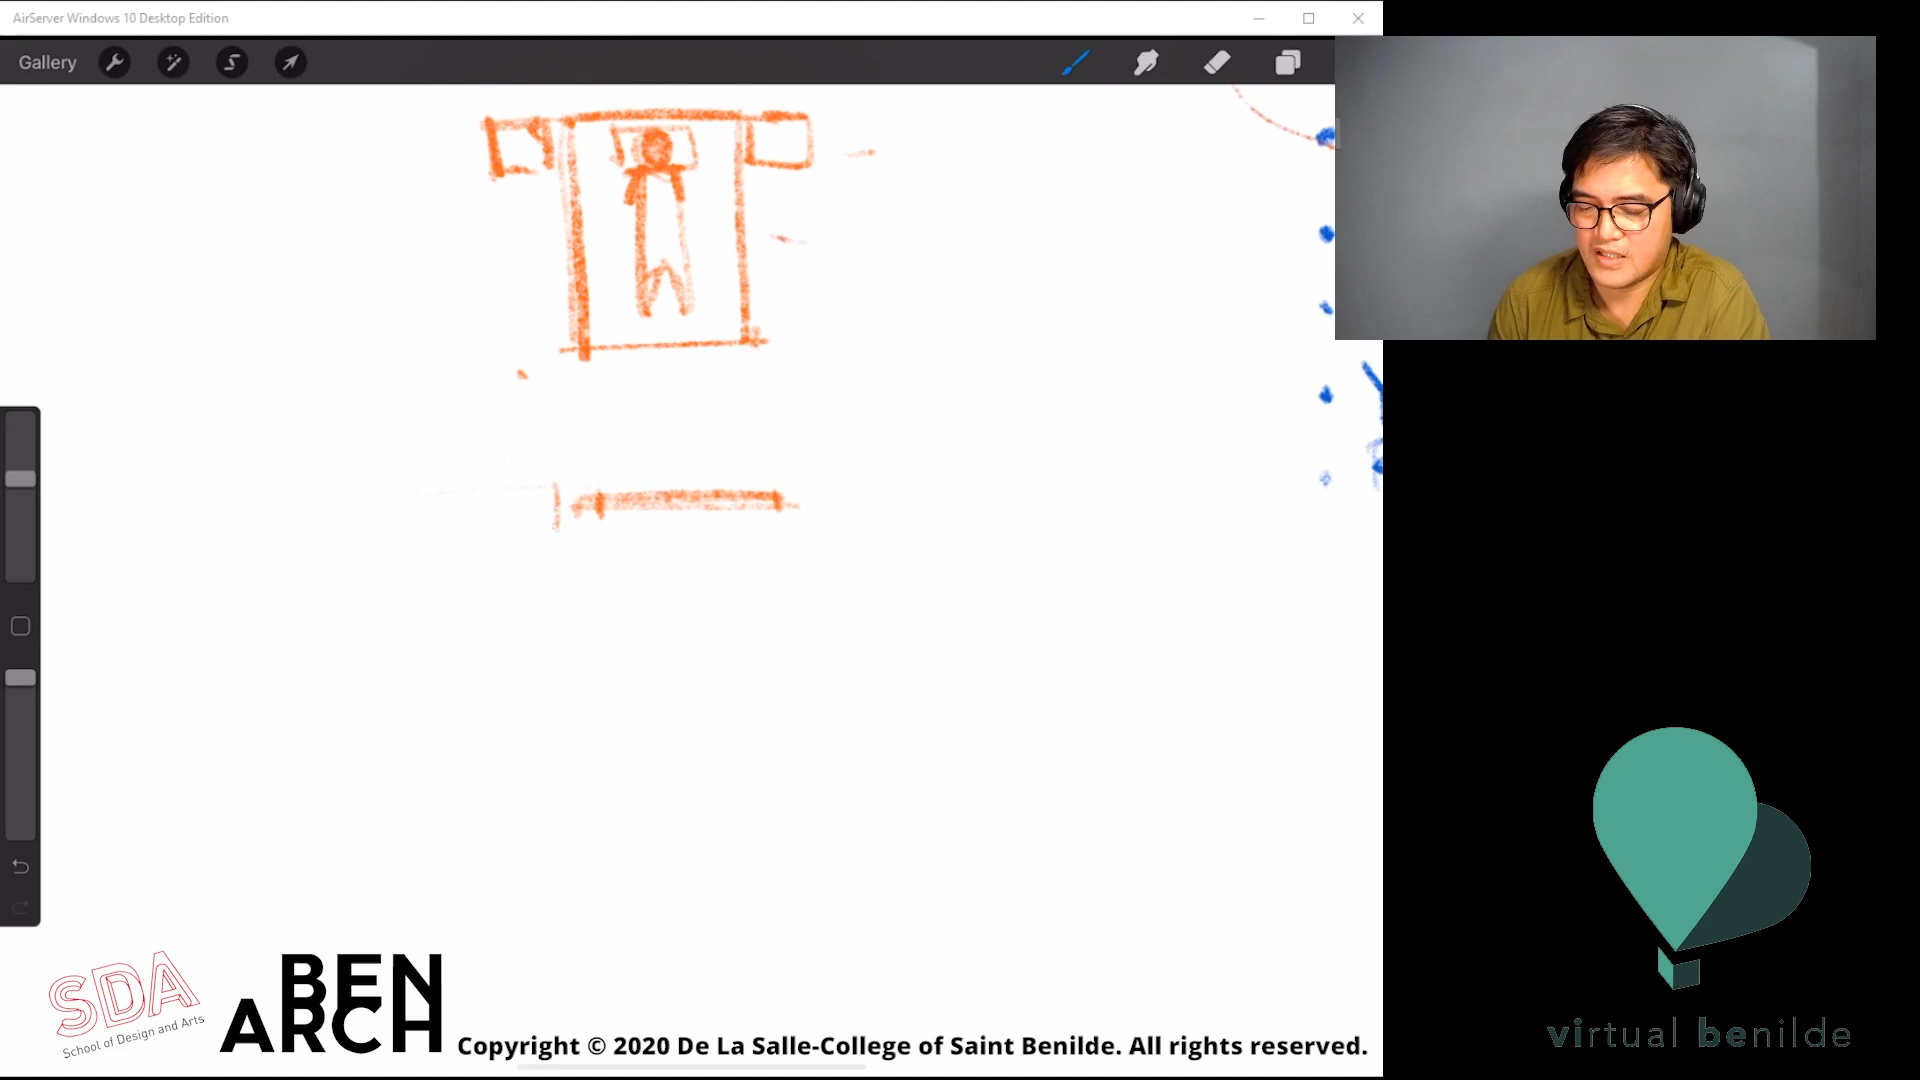 AirServer Windows 10 Desktop Edition
Gallery
SDA
School of Design and Arts
BEN
ARCH
Copyright © 2020 De La Salle-College of Saint Benilde. All rights reserved.
virtual benilde